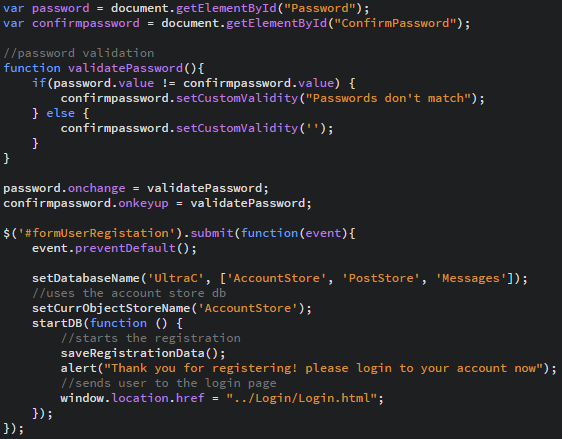 var password = document.getElementById("Password");
var confirmpassword = document.getElementById("ConfirmPassword");
//password validation
function validatePassword(){
if(password.value != confirmpassword.value) {
confirmpassword.setCustomValidity("Passwords don't match");
} else {
confirmpassword.setCustomValidity('');
}
}
password.onchange = validatePassword;
confirmpassword.onkeyup = validatePassword;
$('#formUserRegistation').submit(function(event){
event.preventDefault();
setDatabaseName('UltraC', ['AccountStore', 'PostStore', 'Messages']);
//uses the account store db
setCurrObjectStoreName('AccountStore');
startDB(function () {
//starts the registration
saveRegistrationData();
alert("Thank you for registering! please login to your account now");
//sends user to the login page
window.location.href = "../Login/Login.html";
});
});